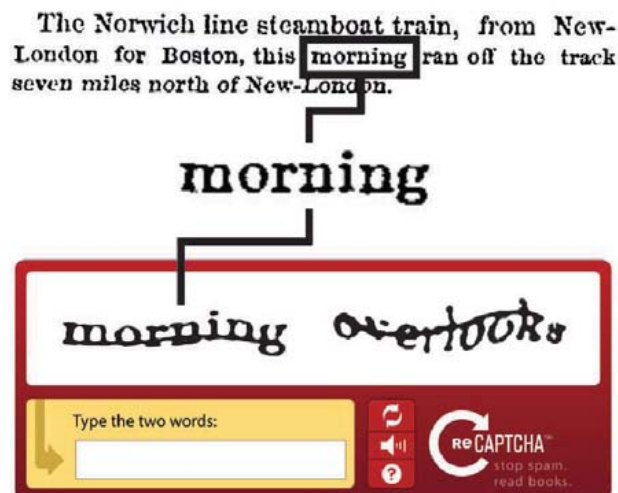 The Norwich line steamboat train, from New-
London for Boston, this morning ran off the track
seven miles north of New-London.
morning
morning overlooks
Type the two words:
?
ReCAPTCHA™
stop spam.
read books.